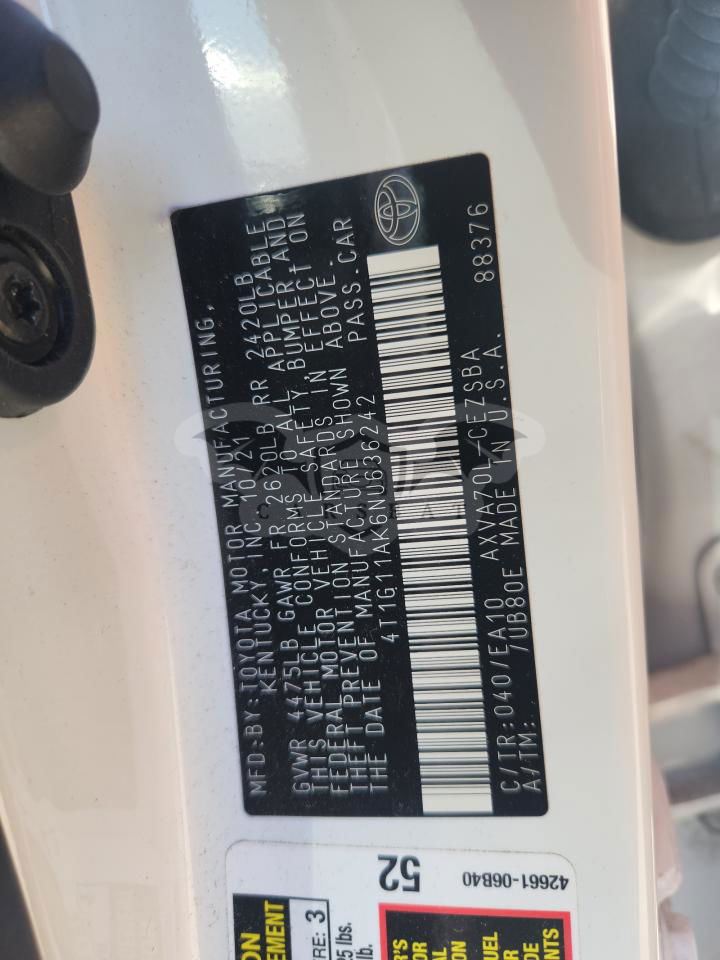 MFD.BY:TOYOTA MOTOR MANUFACTURING,
KENTUCKY, INC. 10/21
GVWR 4475LB GAWR FR 2620LB RR 2420LB
THIS VEHICLE CONFORMS TO ALL APPLICABLE
FEDERAL MOTOR VEHICLE SAFETY, BUMPER AND
THEFT PREVENTION STANDARDS IN EFFECT ON
THE DATE OF MANUFACTURE SHOWN ABOVE.
4T1G11AK6NU636242 PASS.CAR
C/TR:040/EA10 AXVA70L-CEZSBA 88376
A/TM: /UB80E MADE IN U.S.A.
52
42661-06B40